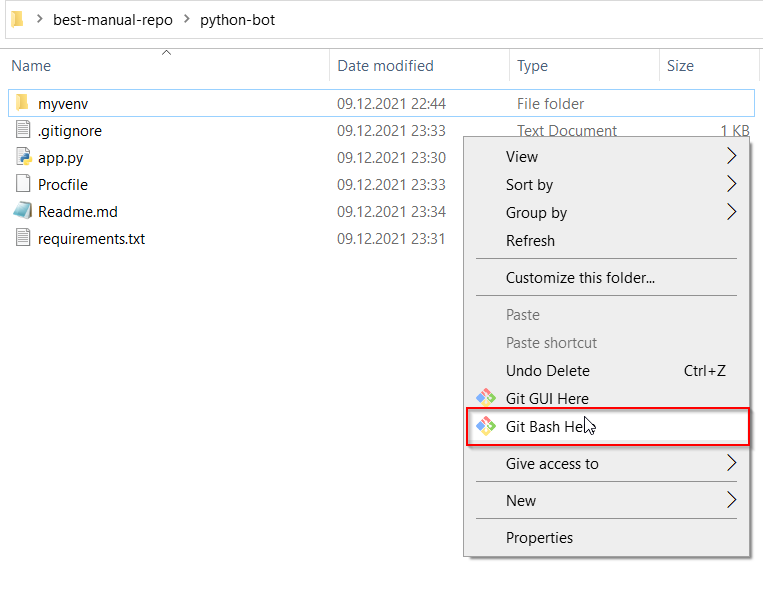 best-manual-repo > python-bot
Name Date modified Type Size
myvenv 09.12.2021 22:44 File folder
.gitignore 09.12.2021 23:33 Text Document 1 KB
app.py 09.12.2021 23:30
Procfile 09.12.2021 23:33
Readme.md 09.12.2021 23:34
requirements.txt 09.12.2021 23:31
View
Sort by
Group by
Refresh
Customize this folder...
Paste
Paste shortcut
Undo Delete Ctrl+Z
Git GUI Here
Git Bash Here
Give access to
New
Properties